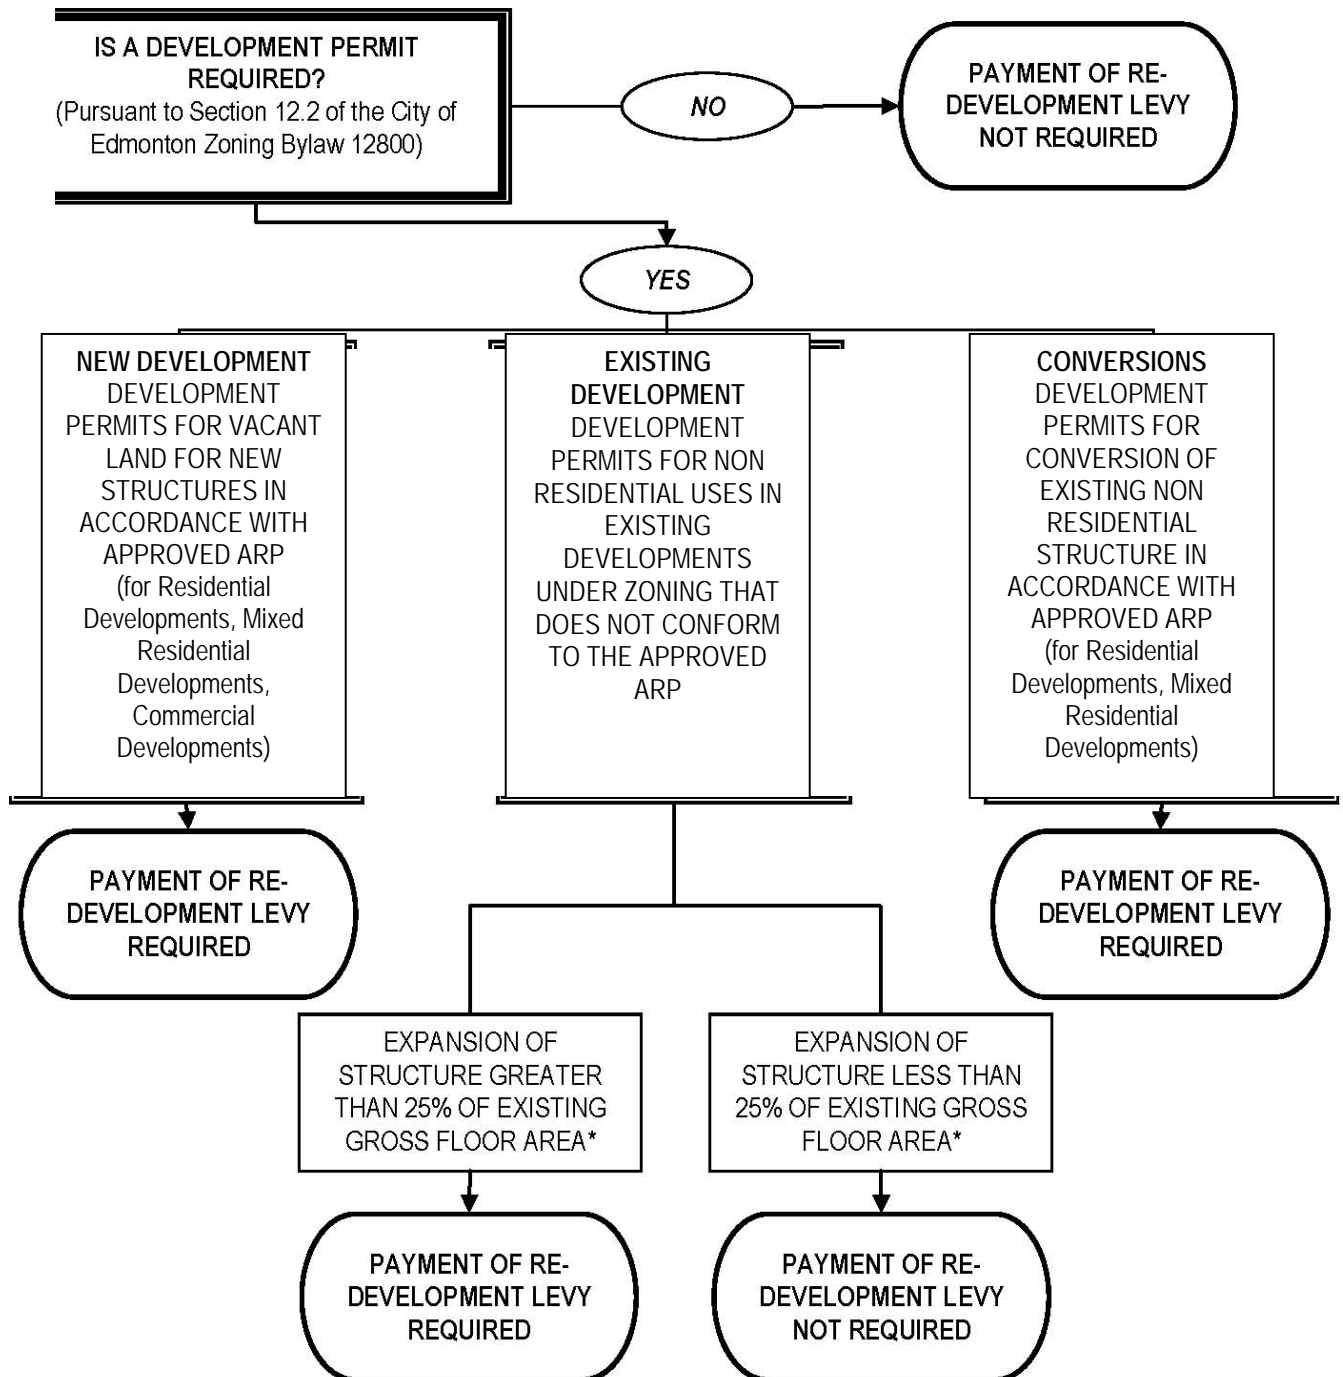 IS A DEVELOPMENT PERMIT
REQUIRED?
(Pursuant to Section 12.2 of the City of
Edmonton Zoning Bylaw 12800)
NO
PAYMENT OF RE-
DEVELOPMENT LEVY
NOT REQUIRED
YES
NEW DEVELOPMENT
DEVELOPMENT
PERMITS FOR VACANT
LAND FOR NEW
STRUCTURES IN
ACCORDANCE WITH
APPROVED ARP
(for Residential
Developments, Mixed
Residential
Developments,
Commercial
Developments)
EXISTING
DEVELOPMENT
DEVELOPMENT
PERMITS FOR NON
RESIDENTIAL USES IN
EXISTING
DEVELOPMENTS
UNDER ZONING THAT
DOES NOT CONFORM
TO THE APPROVED
ARP
CONVERSIONS
DEVELOPMENT
PERMITS FOR
CONVERSION OF
EXISTING NON
RESIDENTIAL
STRUCTURE IN
ACCORDANCE WITH
APPROVED ARP
(for Residential
Developments, Mixed
Residential
Developments)
PAYMENT OF RE-
DEVELOPMENT LEVY
REQUIRED
PAYMENT OF RE-
DEVELOPMENT LEVY
REQUIRED
EXPANSION OF
STRUCTURE GREATER
THAN 25% OF EXISTING
GROSS FLOOR AREA*
EXPANSION OF
STRUCTURE LESS THAN
25% OF EXISTING GROSS
FLOOR AREA*
PAYMENT OF RE-
DEVELOPMENT LEVY
REQUIRED
PAYMENT OF RE-
DEVELOPMENT LEVY
NOT REQUIRED